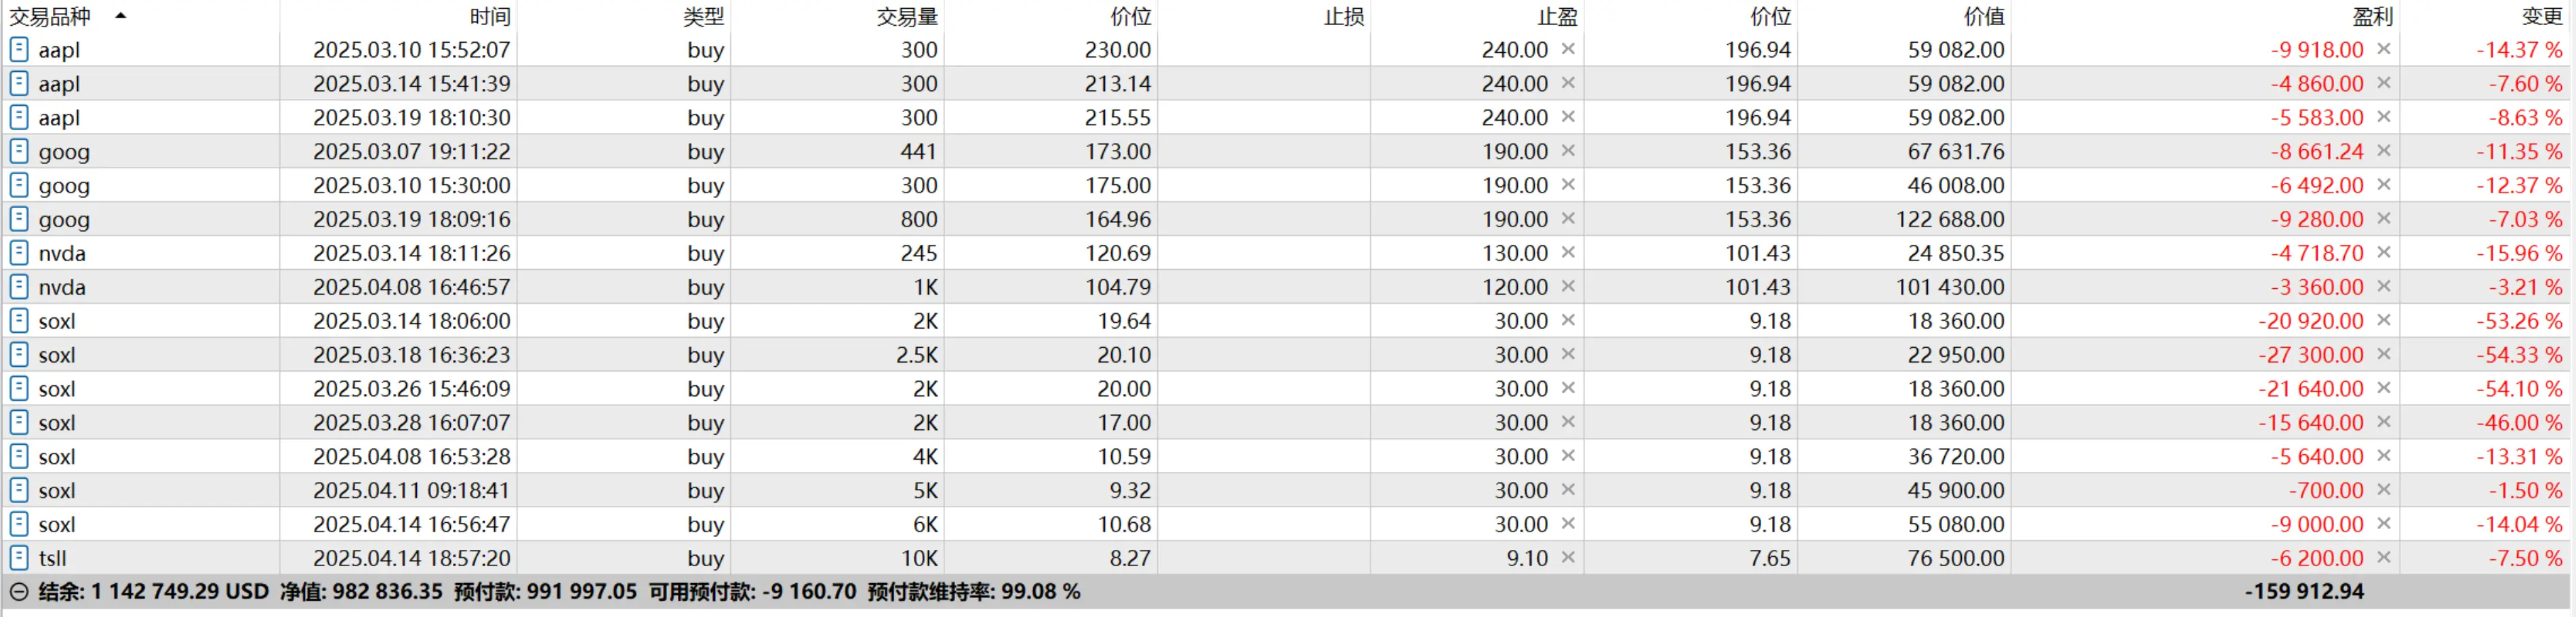 交易品种 时间 类型 交易量 价位 止损 止盈 价位 价值 盈利 变更
aapl 2025.03.10 15:52:07 buy 300 230.00 240.00 196.94 59 082.00 -9 918.00 -14.37 %
aapl 2025.03.14 15:41:39 buy 300 213.14 240.00 196.94 59 082.00 -4 860.00 -7.60 %
aapl 2025.03.19 18:10:30 buy 300 215.55 240.00 196.94 59 082.00 -5 583.00 -8.63 %
goog 2025.03.07 19:11:22 buy 441 173.00 190.00 153.36 67 631.76 -8 661.24 -11.35 %
goog 2025.03.10 15:30:00 buy 300 175.00 190.00 153.36 46 008.00 -6 492.00 -12.37 %
goog 2025.03.19 18:09:16 buy 800 164.96 190.00 153.36 122 688.00 -9 280.00 -7.03 %
nvda 2025.03.14 18:11:26 buy 245 120.69 130.00 101.43 24 850.35 -4 718.70 -15.96 %
nvda 2025.04.08 16:46:57 buy 1K 104.79 120.00 101.43 101 430.00 -3 360.00 -3.21 %
soxl 2025.03.14 18:06:00 buy 2K 19.64 30.00 9.18 18 360.00 -20 920.00 -53.26 %
soxl 2025.03.18 16:36:23 buy 2.5K 20.10 30.00 9.18 22 950.00 -27 300.00 -54.33 %
soxl 2025.03.26 15:46:09 buy 2K 20.00 30.00 9.18 18 360.00 -21 640.00 -54.10 %
soxl 2025.03.28 16:07:07 buy 2K 17.00 30.00 9.18 18 360.00 -15 640.00 -46.00 %
soxl 2025.04.08 16:53:28 buy 4K 10.59 30.00 9.18 36 720.00 -5 640.00 -13.31 %
soxl 2025.04.11 09:18:41 buy 5K 9.32 30.00 9.18 45 900.00 -700.00 -1.50 %
soxl 2025.04.14 16:56:47 buy 6K 10.68 30.00 9.18 55 080.00 -9 000.00 -14.04 %
tsll 2025.04.14 18:57:20 buy 10K 8.27 9.10 7.65 76 500.00 -6 200.00 -7.50 %
结余: 1 142 749.29 USD 净值: 982 836.35 预付款: 991 997.05 可用预付款: -9 160.70 预付款维持率: 99.08 % -159 912.94